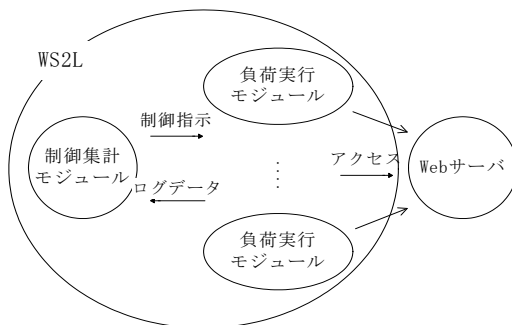 WS2L
負荷実行
モジュール
制御指示
制御集計
モジュール
アクセス
Webサーバ
ログデータ
負荷実行
モジュール